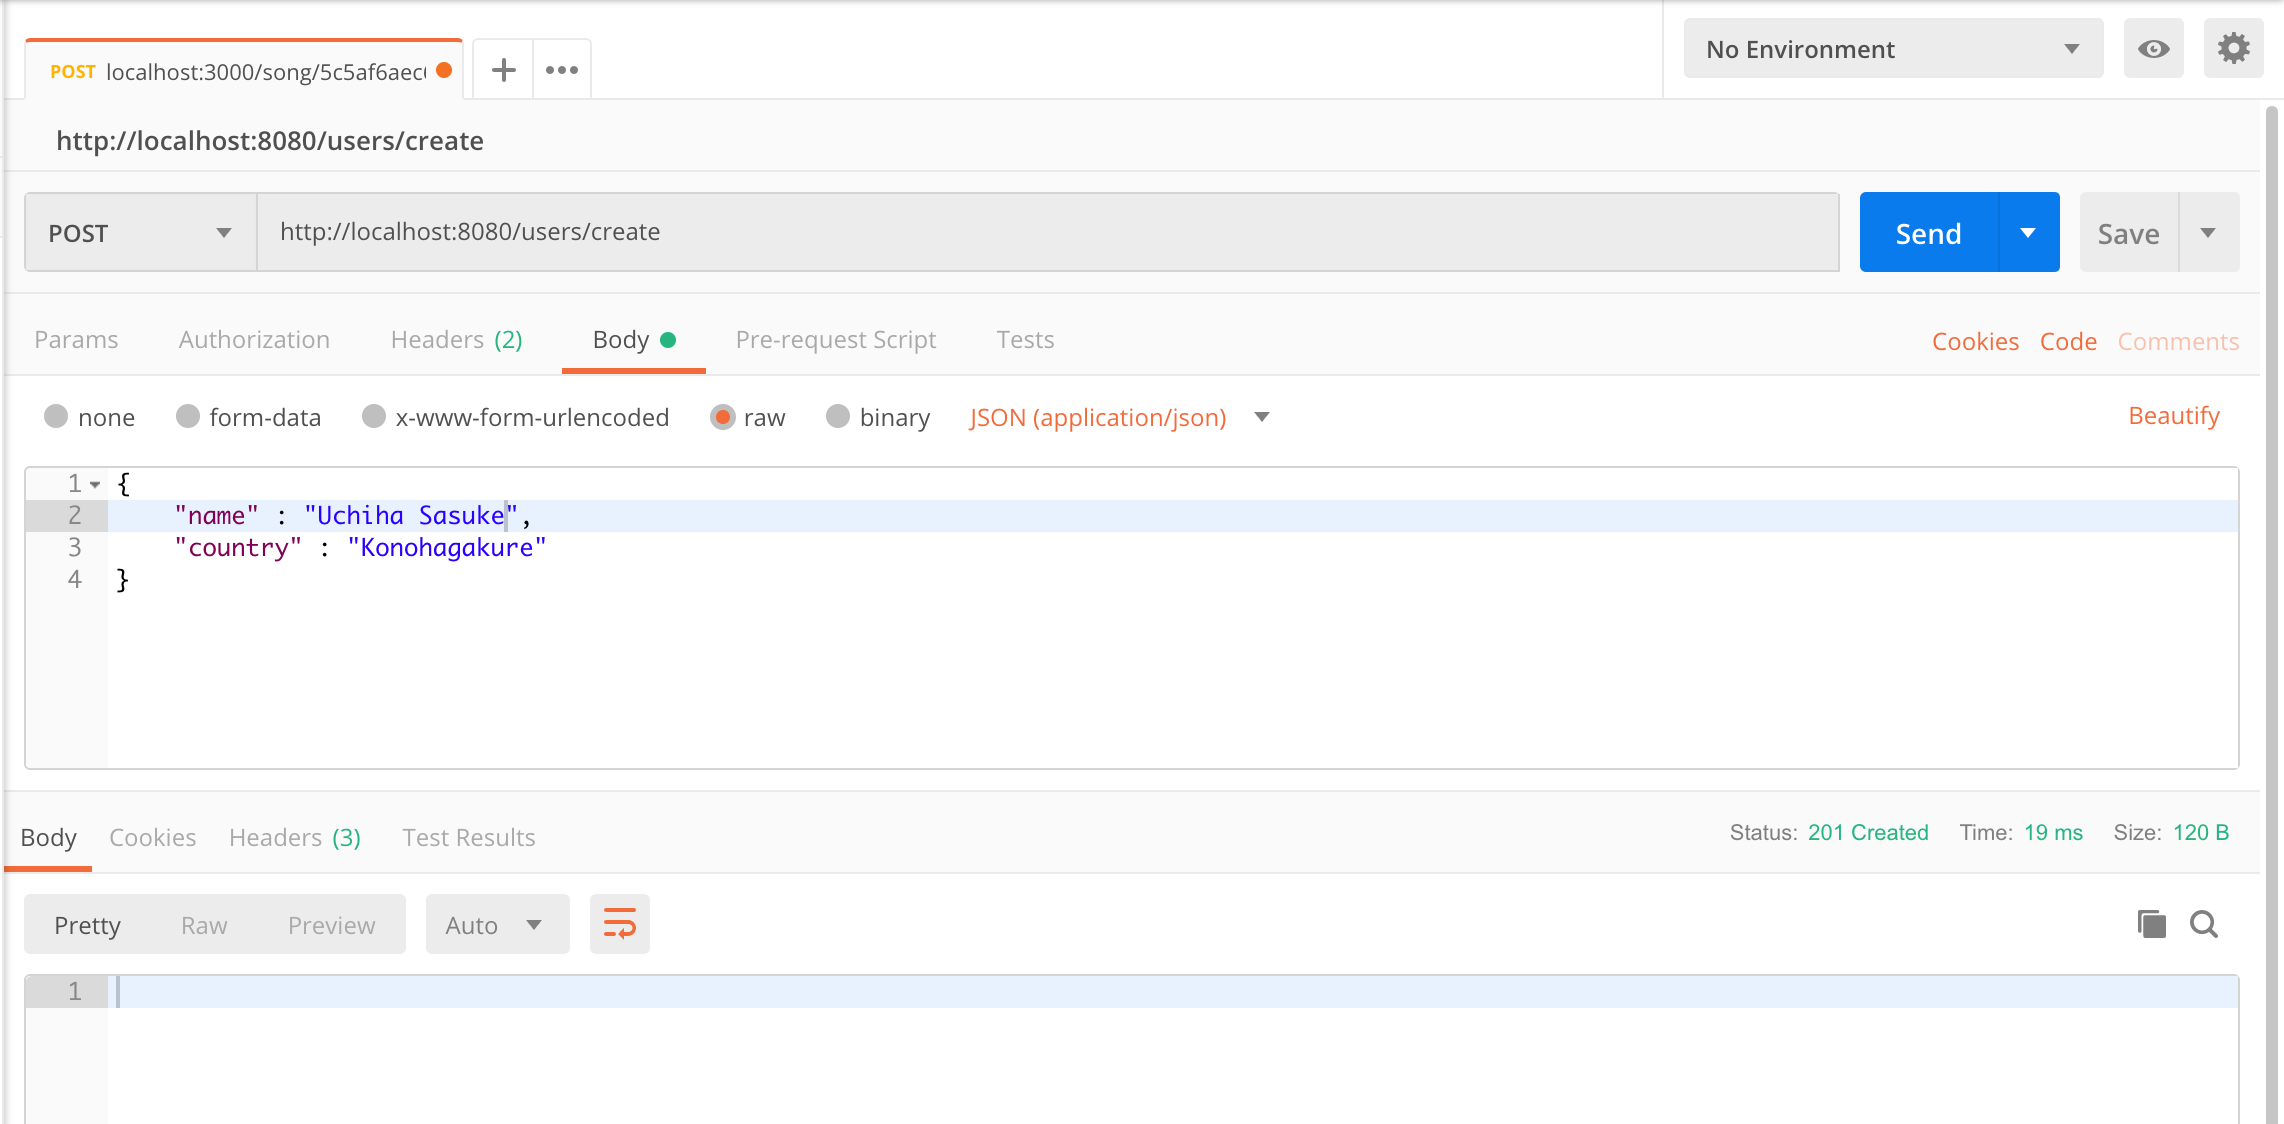 POST localhost:3000/song/5c5af6aec
No Environment
http://localhost:8080/users/create
POST http://localhost:8080/users/create Send Save
Params Authorization Headers (2) Body Pre-request Script Tests Cookies Code Comments
none form-data x-www-form-urlencoded raw binary JSON (application/json) Beautify
1 {
2 "name" : "Uchiha Sasuke",
3 "country" : "Konohagakure"
4 }
Body Cookies Headers (3) Test Results Status: 201 Created Time: 19 ms Size: 120 B
Pretty Raw Preview Auto
1